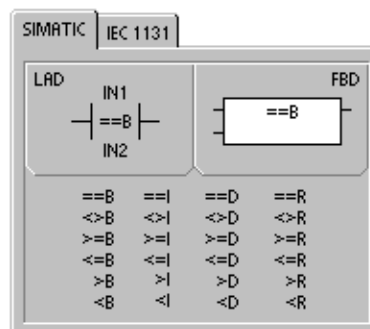 SIMATIC IEC 1131
LAD
IN1
==B
IN2
FBD
==B
==B ==I ==D ==R
<>B <>I <>D <>R
>=B >=I >=D >=R
<=B <=I <=D <=R
>B >I >D >R
<B <I <D <R